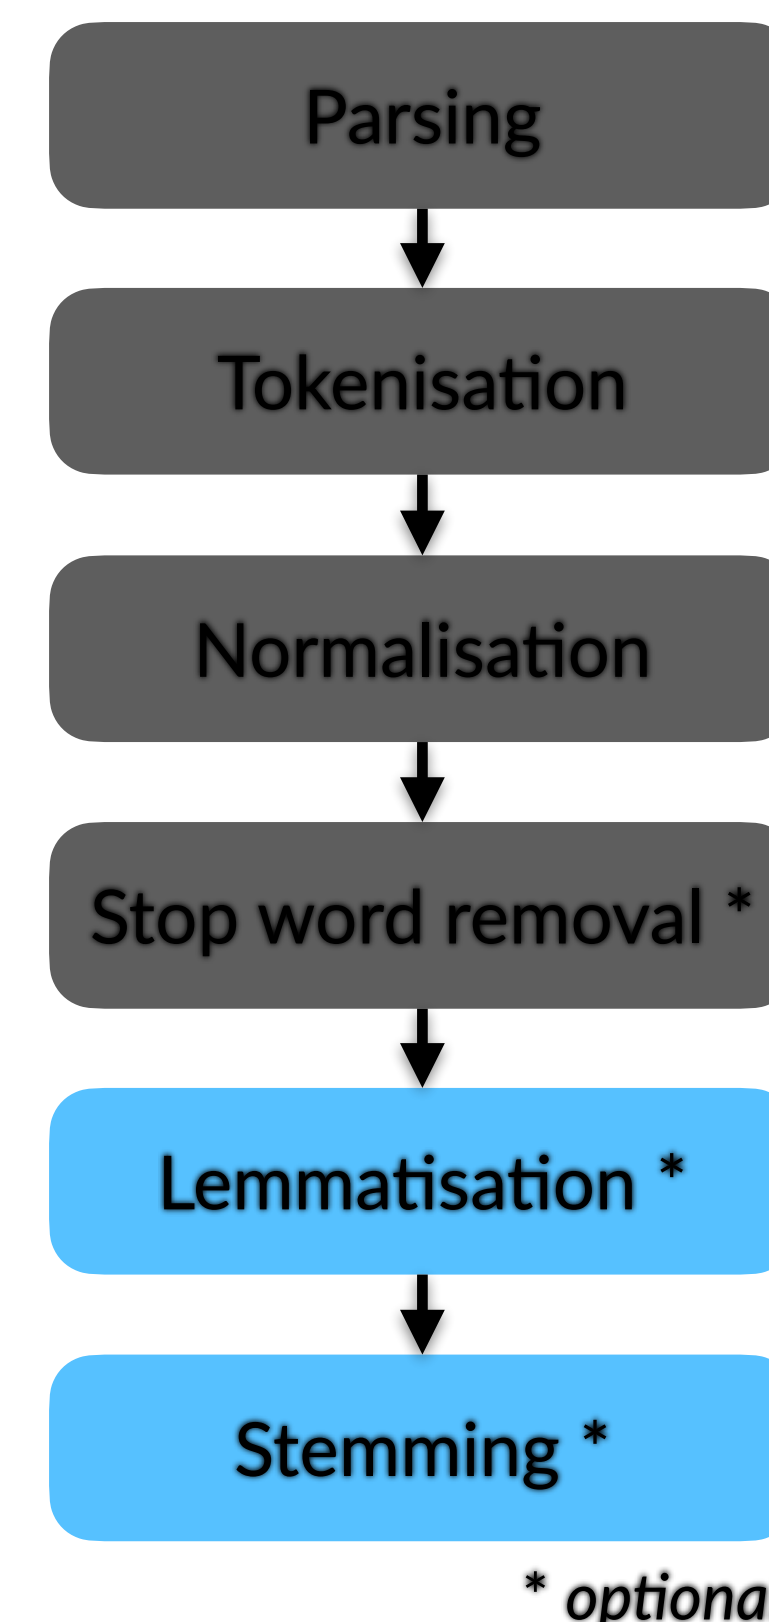 Parsing
Tokenisation
Normalisation
Stop word removal *
Lemmatisation *
Stemming *
* optiona